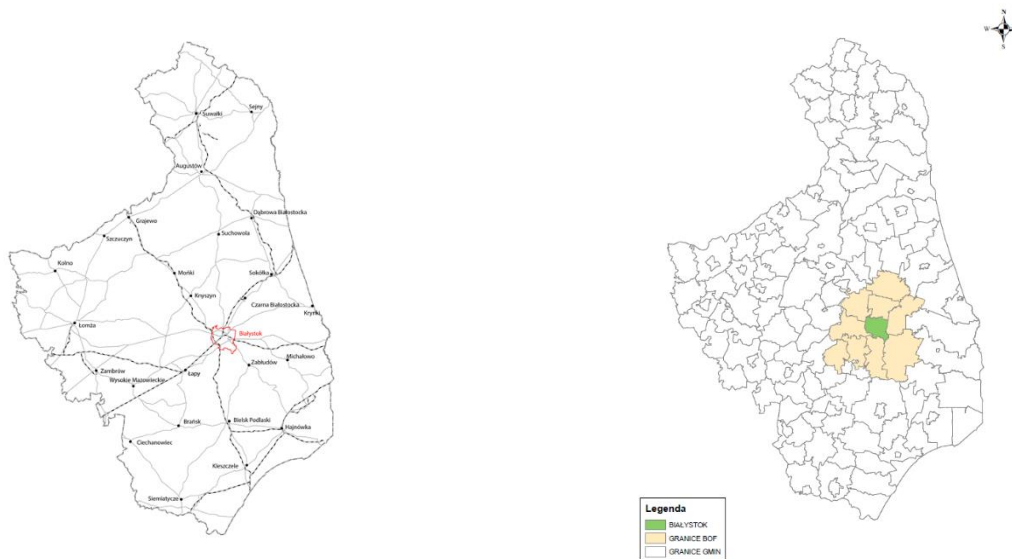 Suwałki
Sejny
Augustów
Dąbrowa Białostocka
Grajewo
Suchowola
Szczuczyn
Kolno
Mońki
Sokółka
Knyszyn
Czarna Białostocka
Krynki
Łomża
Białystok
Zabłudów
Michałowo
Zambrów
Łapy
Wysokie Mazowieckie
Brańsk
Bielsk Podlaski
Hajnówka
Ciechanowiec
Kleszczele
Siemiatycze
N
W
S
Legenda
BIAŁYSTOK
GRANICE BOF
GRANICE GMIN